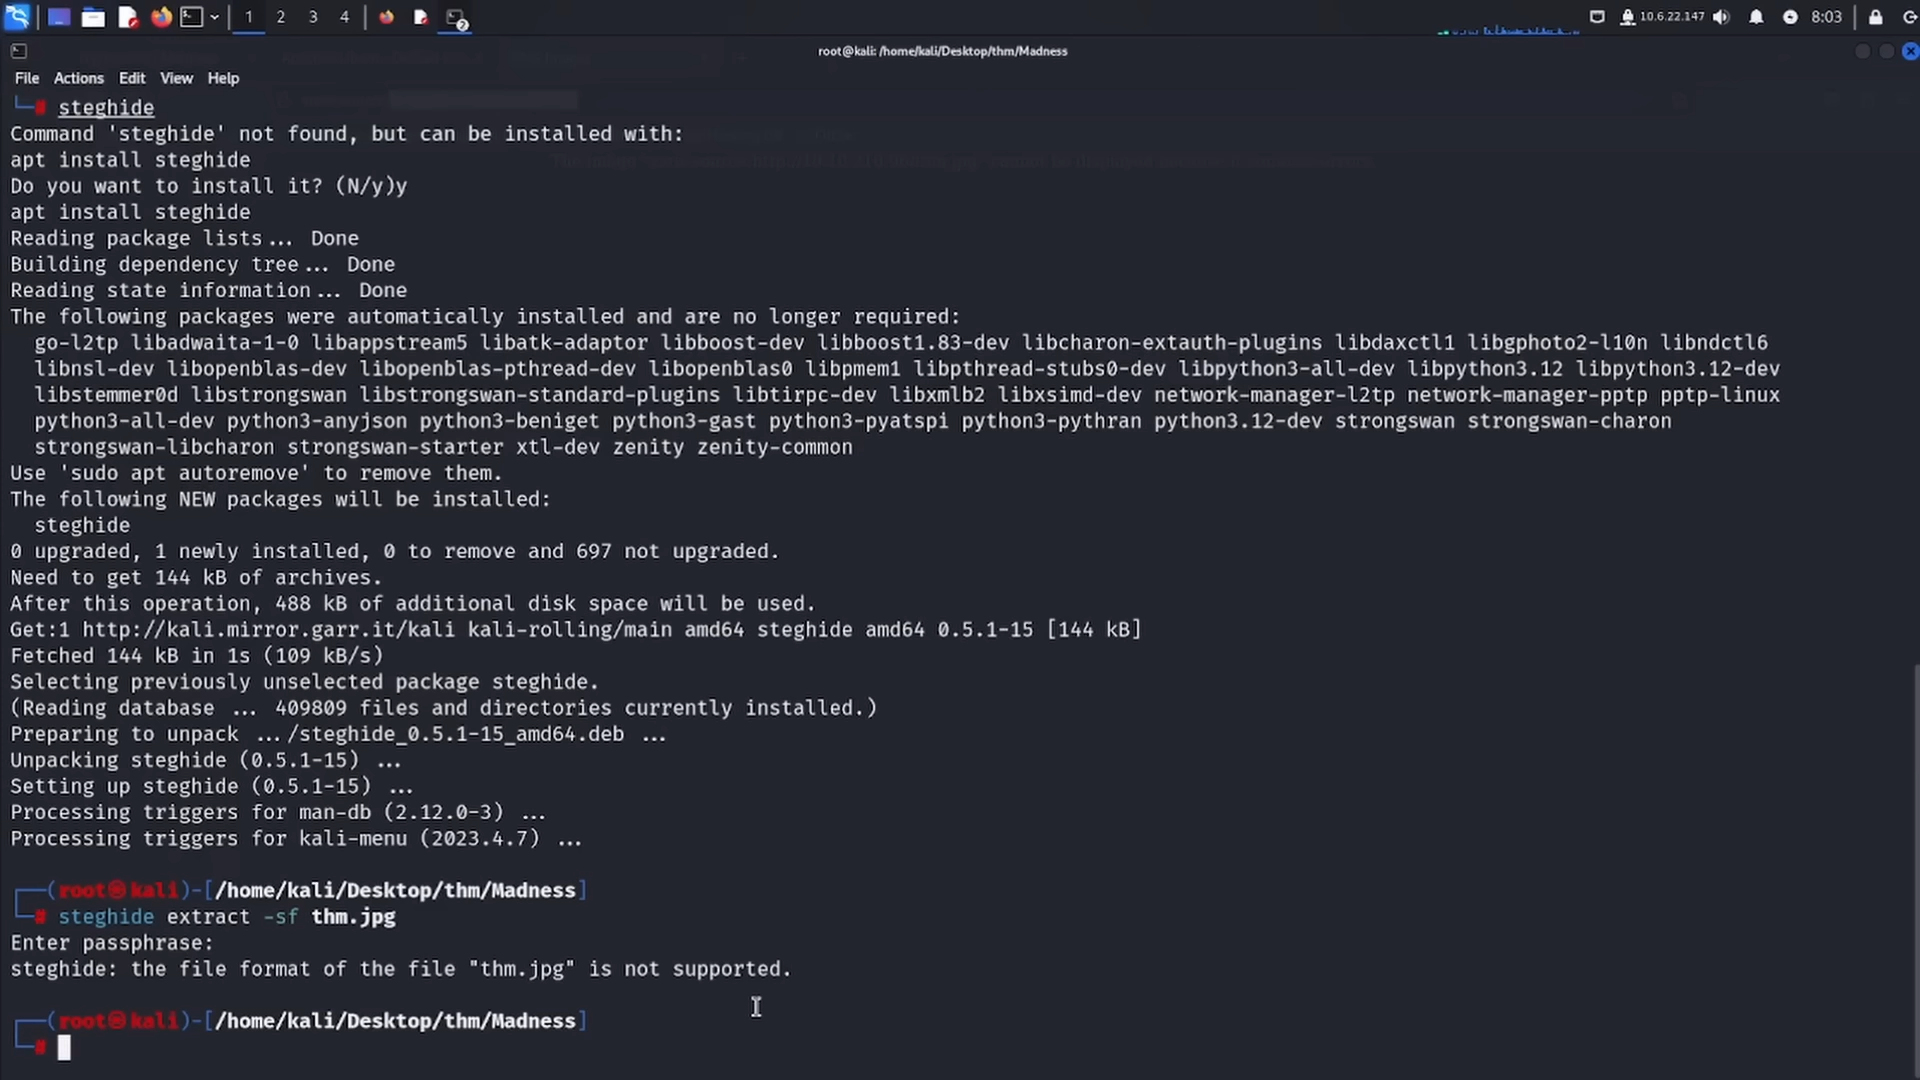 1 2 3 4 2 10.6.22.147 8:03
root@kali: /home/kali/Desktop/thm/Madness
File Actions Edit View Help
└─# steghide
Command 'steghide' not found, but can be installed with:
apt install steghide
Do you want to install it? (N/y)y
apt install steghide
Reading package lists... Done
Building dependency tree... Done
Reading state information... Done
The following packages were automatically installed and are no longer required:
go-l2tp libadwaita-1-0 libappstream5 libatk-adaptor libboost-dev libboost1.83-dev libcharon-extauth-plugins libdaxctl1 libgphoto2-l10n libndctl6
libnsl-dev libopenblas-dev libopenblas-pthread-dev libopenblas0 libpmem1 libpthread-stubs0-dev libpython3-all-dev libpython3.12 libpython3.12-dev
libstemmer0d libstrongswan libstrongswan-standard-plugins libtirpc-dev libxmlb2 libxsimd-dev network-manager-l2tp network-manager-pptp pptp-linux
python3-all-dev python3-anyjson python3-beniget python3-gast python3-pyatspi python3-pythran python3.12-dev strongswan strongswan-charon
strongswan-libcharon strongswan-starter xtl-dev zenity zenity-common
Use 'sudo apt autoremove' to remove them.
The following NEW packages will be installed:
steghide
0 upgraded, 1 newly installed, 0 to remove and 697 not upgraded.
Need to get 144 kB of archives.
After this operation, 488 kB of additional disk space will be used.
Get:1 http://kali.mirror.garr.it/kali kali-rolling/main amd64 steghide amd64 0.5.1-15 [144 kB]
Fetched 144 kB in 1s (109 kB/s)
Selecting previously unselected package steghide.
(Reading database ... 409809 files and directories currently installed.)
Preparing to unpack .../steghide_0.5.1-15_amd64.deb ...
Unpacking steghide (0.5.1-15) ...
Setting up steghide (0.5.1-15) ...
Processing triggers for man-db (2.12.0-3) ...
Processing triggers for kali-menu (2023.4.7) ...
┌──(root㉿kali)-[/home/kali/Desktop/thm/Madness]
└─# steghide extract -sf thm.jpg
Enter passphrase:
steghide: the file format of the file "thm.jpg" is not supported.
┌──(root㉿kali)-[/home/kali/Desktop/thm/Madness]
└─#